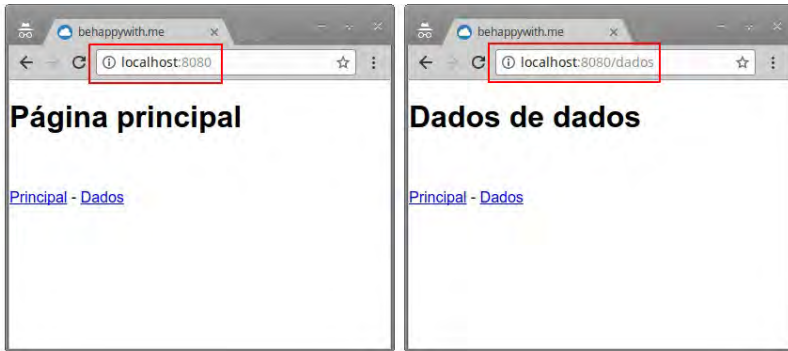 behappywith.me
localhost:8080
Página principal
Principal - Dados
behappywith.me
localhost:8080/dados
Dados de dados
Principal - Dados